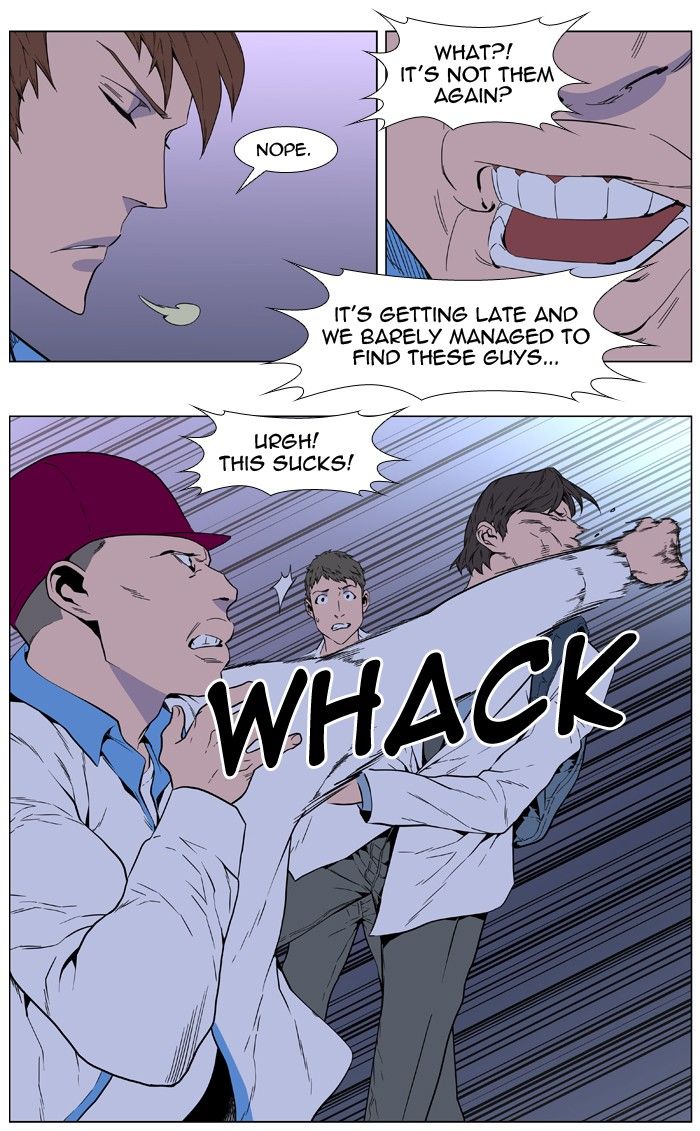 NOPE.
WHAT?!
IT'S NOT THEM
AGAIN?
IT'S GETTING LATE AND
WE BARELY MANAGED TO
FIND THESE GUYS...
URGH!
THIS SUCKS!
WHACK